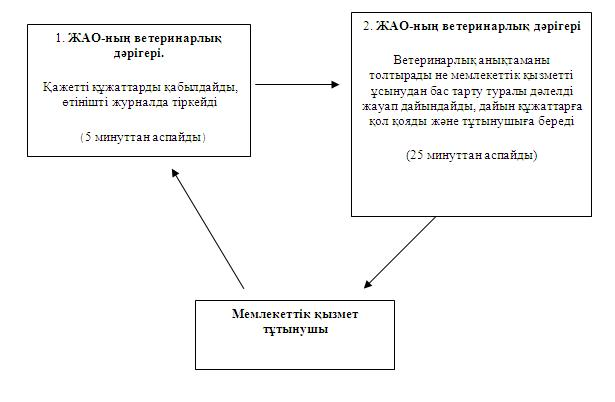 1. ЖАО-ның ветеринарлық
дәрігері.
Қажетті құжаттарды қабылдайды,
өтінішті журналда тіркейді
(5 минуттан аспайды)
2. ЖАО-ның ветеринарлық дәрігері
Ветеринарлық анықтаманы
толтырады не мемлекеттік қызметті
ұсынудан бас тарту туралы дәлелді
жауап дайындайды, дайын құжаттарға
қол қояды және тұтынушыға береді
(25 минуттан аспайды)
Мемлекеттік қызмет
тұтынушы